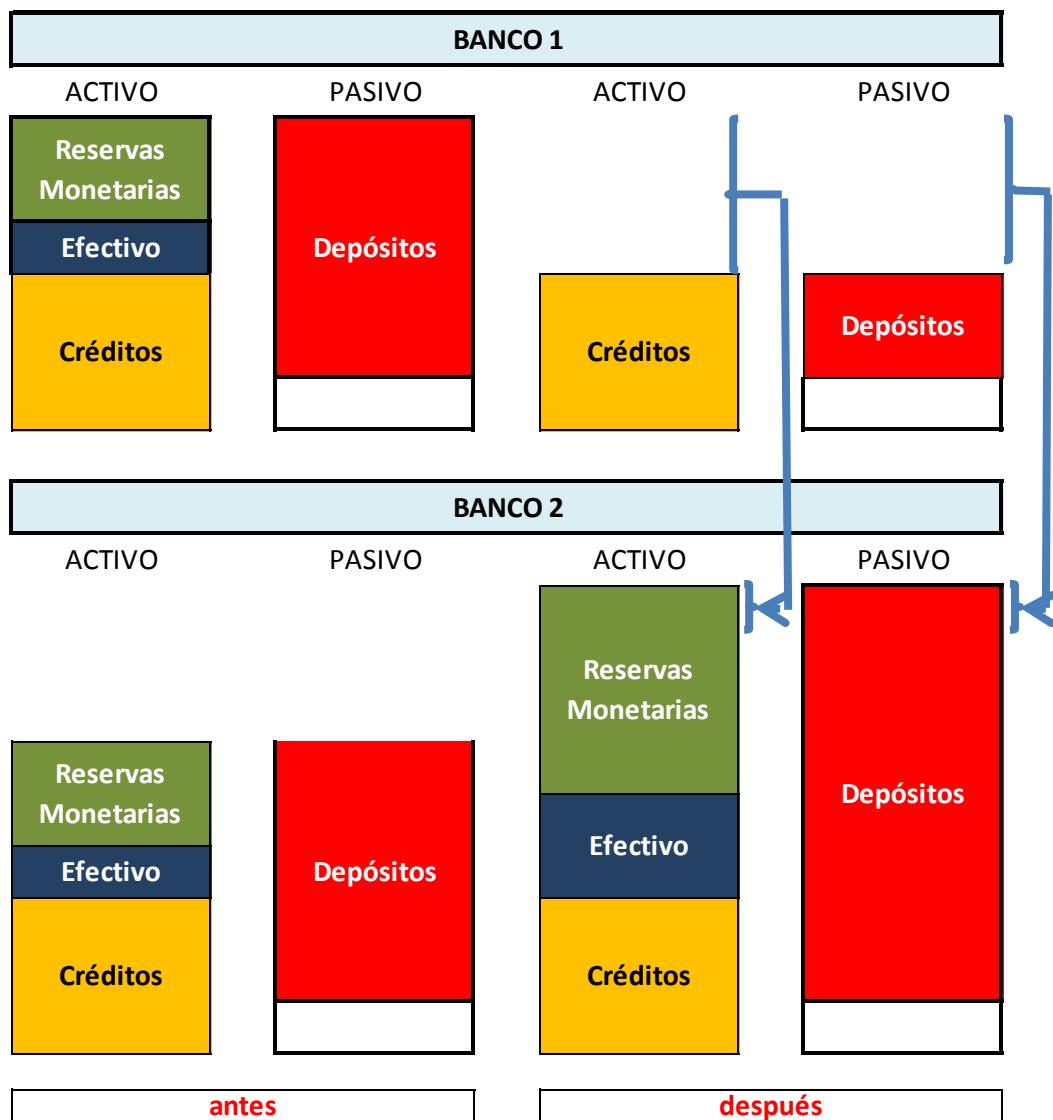 BANCO 1
ACTIVO PASIVO ACTIVO PASIVO
Reservas
Monetarias
Efectivo
Depósitos
Créditos
Créditos
Depósitos
BANCO 2
ACTIVO PASIVO ACTIVO PASIVO
Reservas
Monetarias
Efectivo
Créditos
Depósitos
Reservas
Monetarias
Efectivo
Créditos
Depósitos
antes después